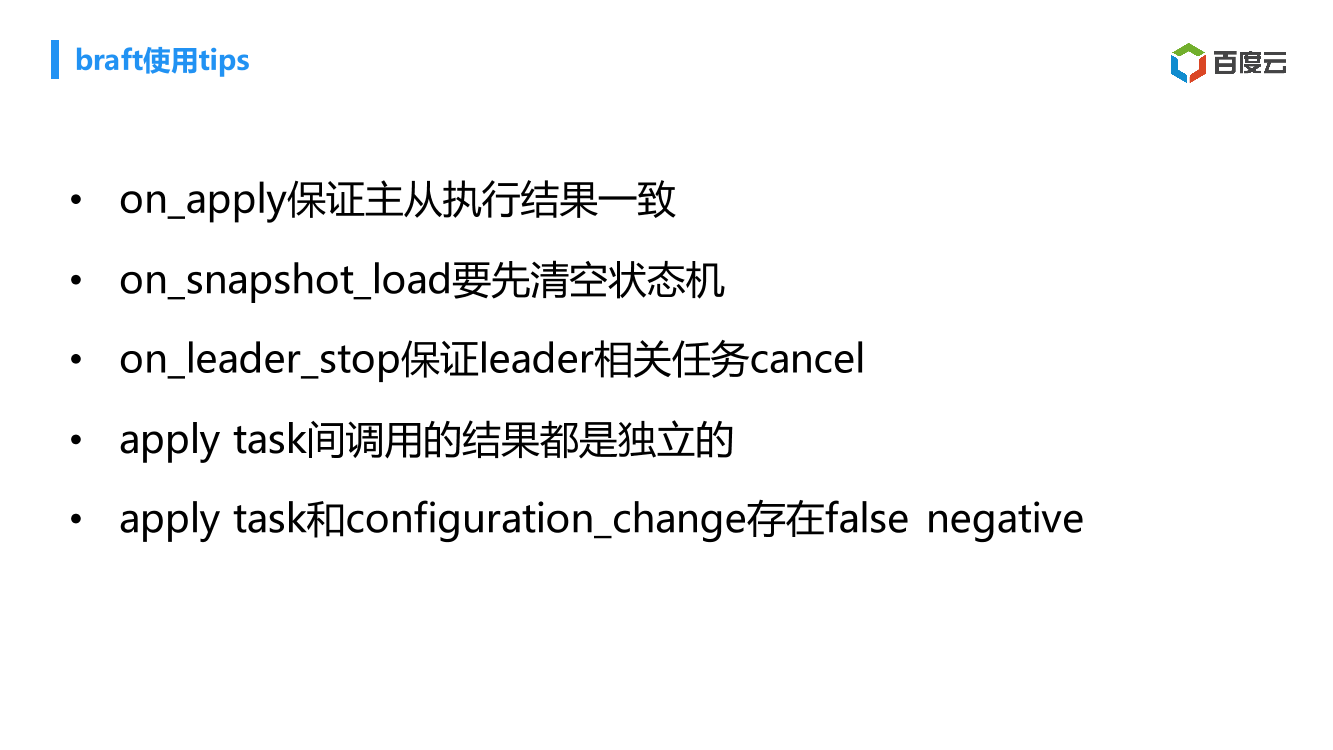 braft使用tips
百度云
• on_apply保证主从执行结果一致
• on_snapshot_load要先清空状态机
• on_leader_stop保证leader相关任务cancel
• apply task间调用的结果都是独立的
• apply task和configuration_change存在false negative